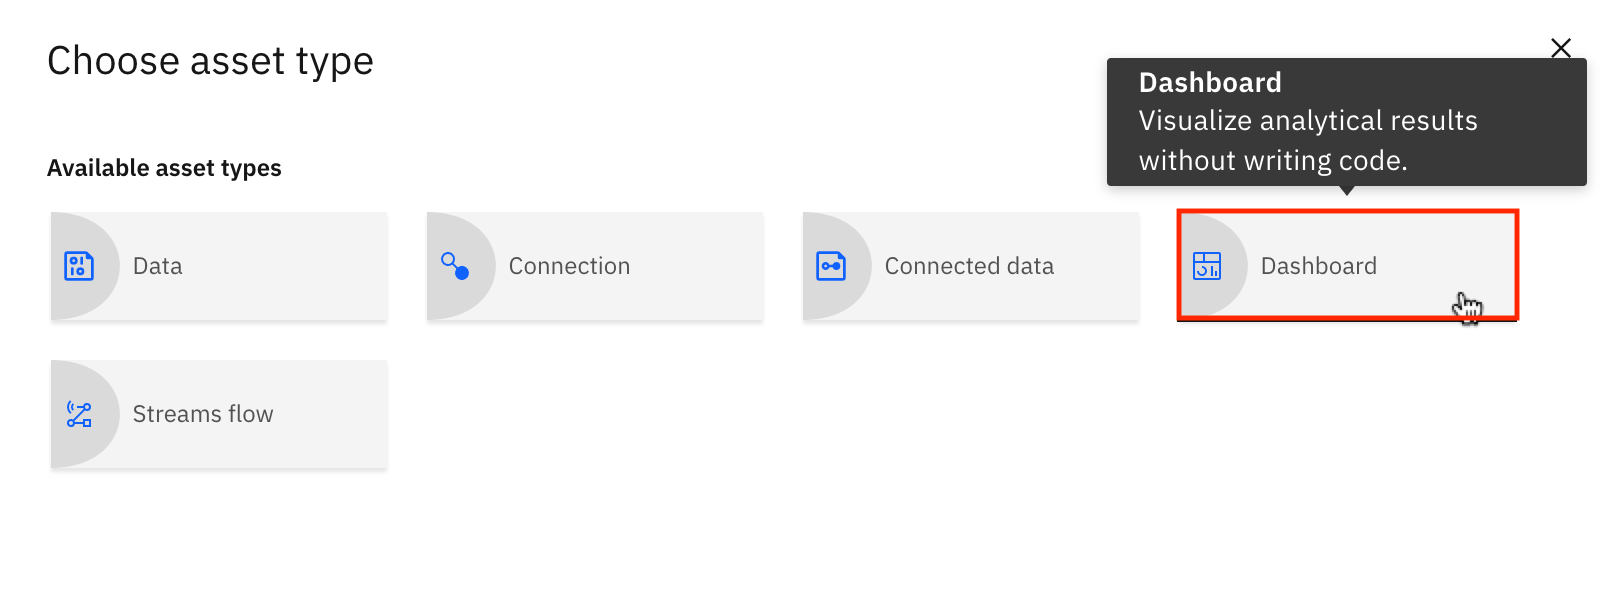 Choose asset type
Dashboard
Visualize analytical results
without writing code.
Available asset types
Data
Connection
Connected data
Dashboard
Streams flow